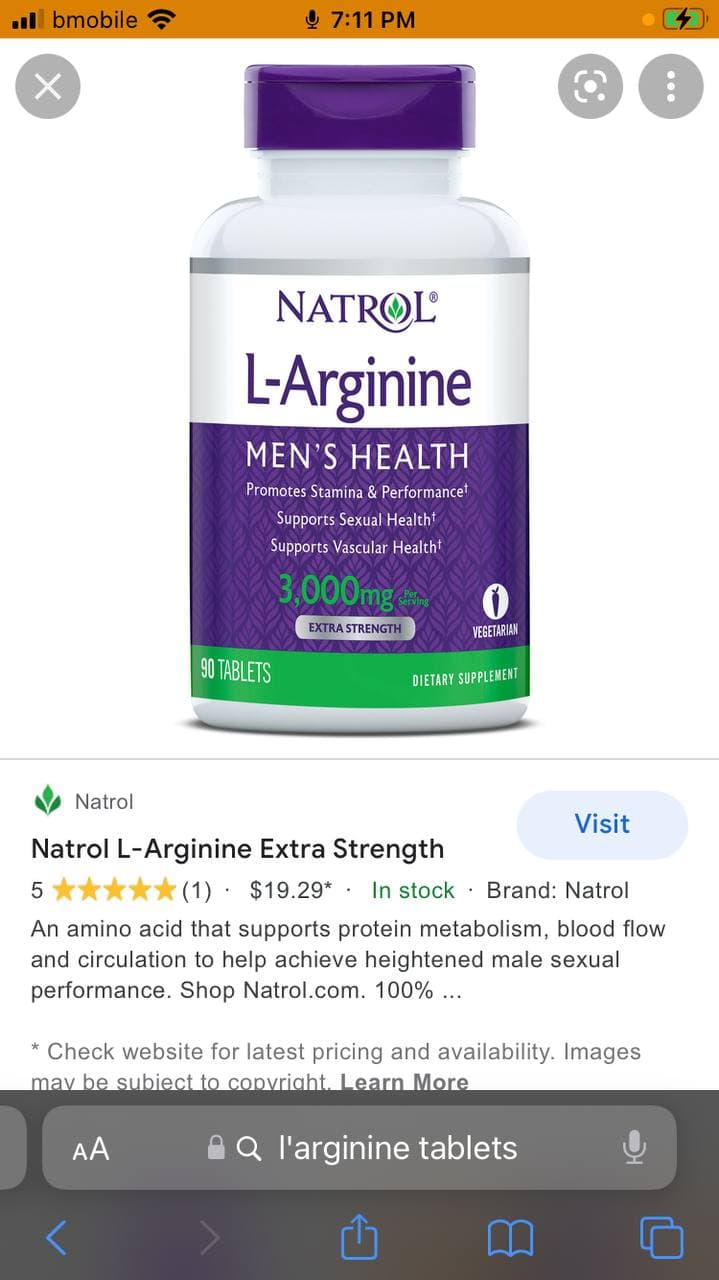 bmobile 7:11 PM
NATROL®
L-Arginine
MEN'S HEALTH
Promotes Stamina & Performance†
Supports Sexual Health†
Supports Vascular Health†
3,000mg Per Serving
EXTRA STRENGTH
VEGETARIAN
90 TABLETS
DIETARY SUPPLEMENT
Natrol
Visit
Natrol L-Arginine Extra Strength
5 (1) · $19.29* · In stock · Brand: Natrol
An amino acid that supports protein metabolism, blood flow
and circulation to help achieve heightened male sexual
performance. Shop Natrol.com. 100% ...
* Check website for latest pricing and availability. Images
may be subject to copyright. Learn More
AA l'arginine tablets